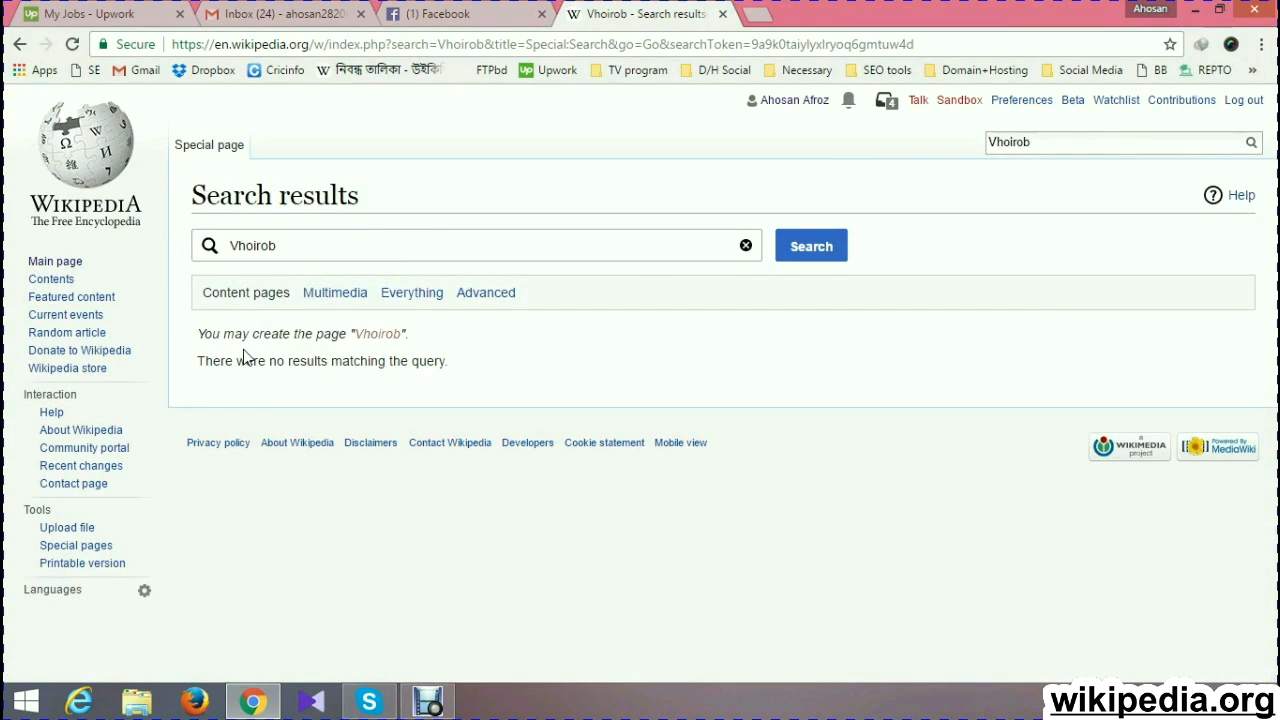 My Jobs - Upwork
Inbox (24) - ahosan2820
(1) Facebook
Vhoirob - Search results
Ahosan
Secure
https://en.wikipedia.org/w/index.php?search=Vhoirob&title=Special:Search&go=Go&searchToken=9a9k0taiylyxlryoq6gmtuw4d
Apps
SE
Gmail
Dropbox
Cricinfo
নিবন্ধ তালিকা - উইকি
FTPbd
Upwork
TV program
D/H Social
Necessary
SEO tools
Domain+Hosting
Social Media
BB
REPTO
»
Ahosan Afroz
4
Talk
Sandbox
Preferences
Beta
Watchlist
Contributions
Log out
WIKIPEDIA
The Free Encyclopedia
Special page
Vhoirob
Search results
Help
Vhoirob
Search
Content pages
Multimedia
Everything
Advanced
You may create the page "Vhoirob".
There were no results matching the query.
Main page
Contents
Featured content
Current events
Random article
Donate to Wikipedia
Wikipedia store
Interaction
Help
About Wikipedia
Community portal
Recent changes
Contact page
Tools
Upload file
Special pages
Printable version
Languages
Privacy policy
About Wikipedia
Disclaimers
Contact Wikipedia
Developers
Cookie statement
Mobile view
a
WIKIMEDIA
project
Powered By
MediaWiki
wikipedia.org